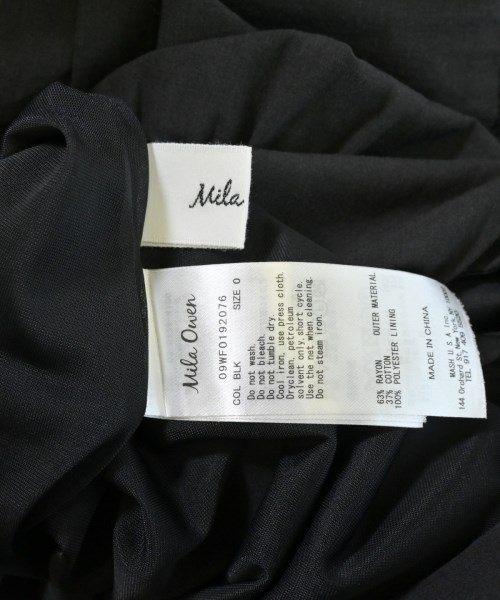 Mila
Mila Owen
09WF0192076
COL BLK SIZE 0
Do not wash.
Do not bleach.
Do not tumble dry.
Cool iron, use press cloth.
Dryclean, petroleum
solvent only, short cycle.
Use the net when cleaning.
Do not steam iron.
OUTER MATERIAL
63% RAYON
37% COTTON
100% POLYESTER LINING
MADE IN CHINA
MASH U.S.A Inc.
144 Orchard St, New York, NY
TEL 917 409